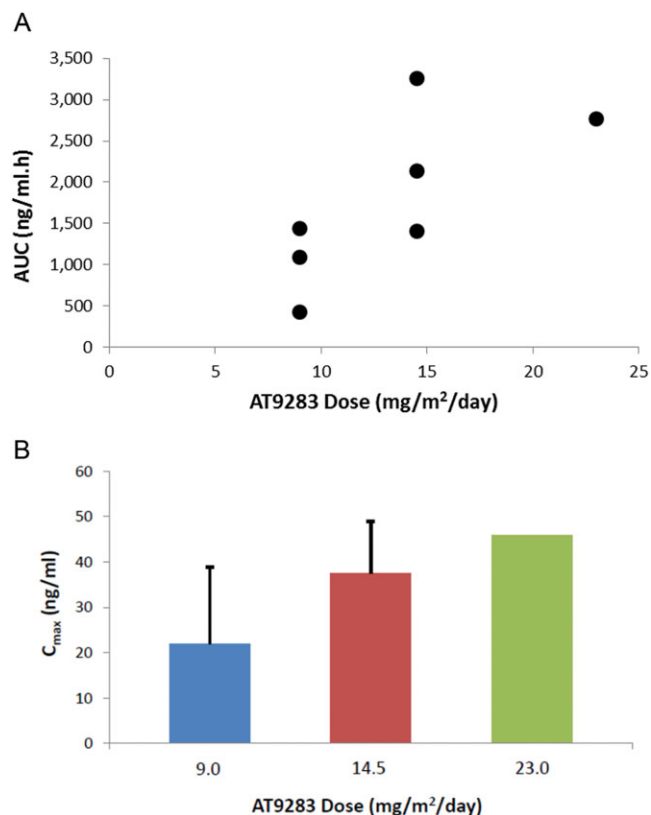 A
3,500
3,000
2,500
2,000
1,500
1,000
500
0
AUC (ng/ml.h)
0 5 10 15 20 25
AT9283 Dose (mg/m²/day)
B
60
50
40
30
20
10
0
Cmax (ng/ml)
9.0 14.5 23.0
AT9283 Dose (mg/m²/day)